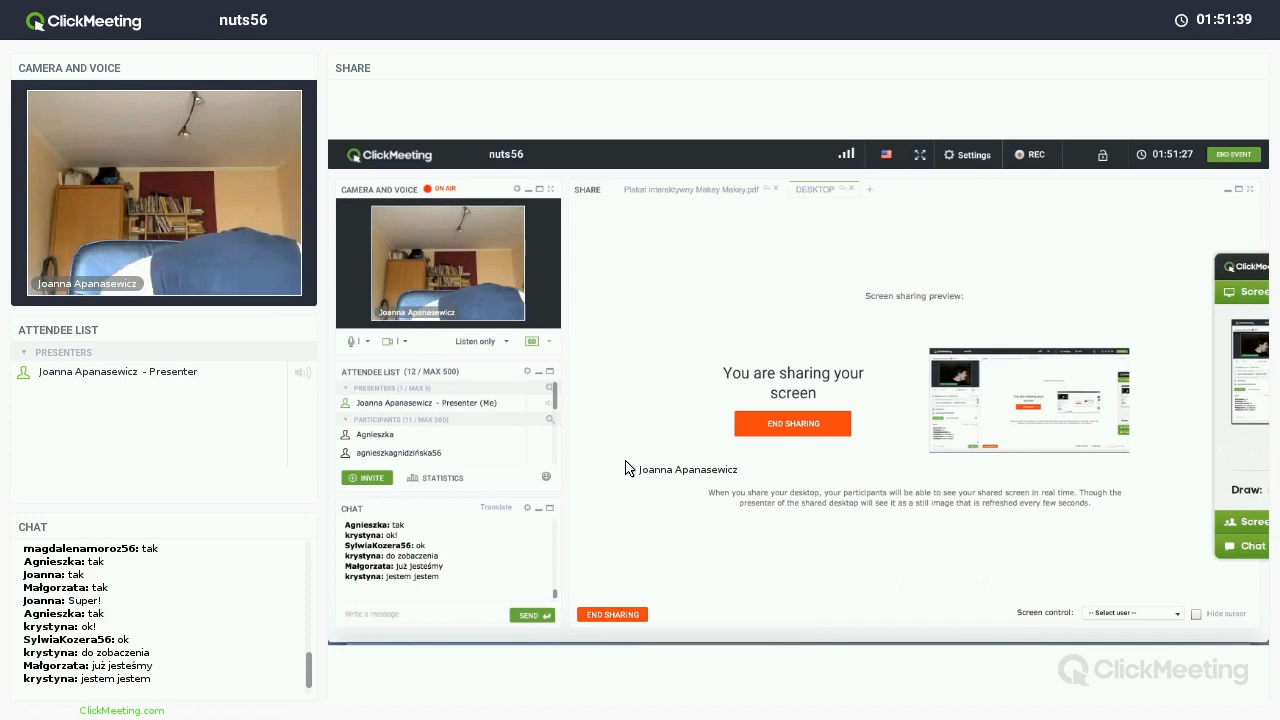 ClickMeeting
nuts56
01:51:39
CAMERA AND VOICE
Joanna Apanasewicz
ATTENDEE LIST
PRESENTERS
Joanna Apanasewicz - Presenter
CHAT
magdalenamoroz56: tak
Agnieszka: tak
Joanna: tak
Małgorzata: tak
Joanna: Super!
Agnieszka: tak
krystyna: ok!
SylwiaKozera56: ok
krystyna: do zobaczenia
Małgorzata: już jesteśmy
krystyna: jestem jestem
ClickMeeting.com
SHARE
ClickMeeting
nuts56
Settings
REC
01:51:27
END EVENT
CAMERA AND VOICE
ON AIR
Joanna Apanasewicz
Listen only
SD
ATTENDEE LIST (12 / MAX 500)
PRESENTERS (1 / MAX 5)
Joanna Apanasewicz - Presenter (Me)
PARTICIPANTS (11 / MAX 500)
Agnieszka
agnieszkagnidzińska56
INVITE
STATISTICS
CHAT
Translate
Agnieszka: tak
krystyna: ok!
SylwiaKozera56: ok
krystyna: do zobaczenia
Małgorzata: już jesteśmy
krystyna: jestem jestem
Write a message
SEND
SHARE
Plakat interaktywny Makey Makey.pdf
DESKTOP
Screen sharing preview:
You are sharing your
screen
END SHARING
Joanna Apanasewicz
When you share your desktop, your participants will be able to see your shared screen in real time. Though the
presenter of the shared desktop will see it as a still image that is refreshed every few seconds.
END SHARING
Screen control:
-- Select user --
Hide cursor
ClickMe
Scree
Draw:
Scree
Chat
ClickMeeting